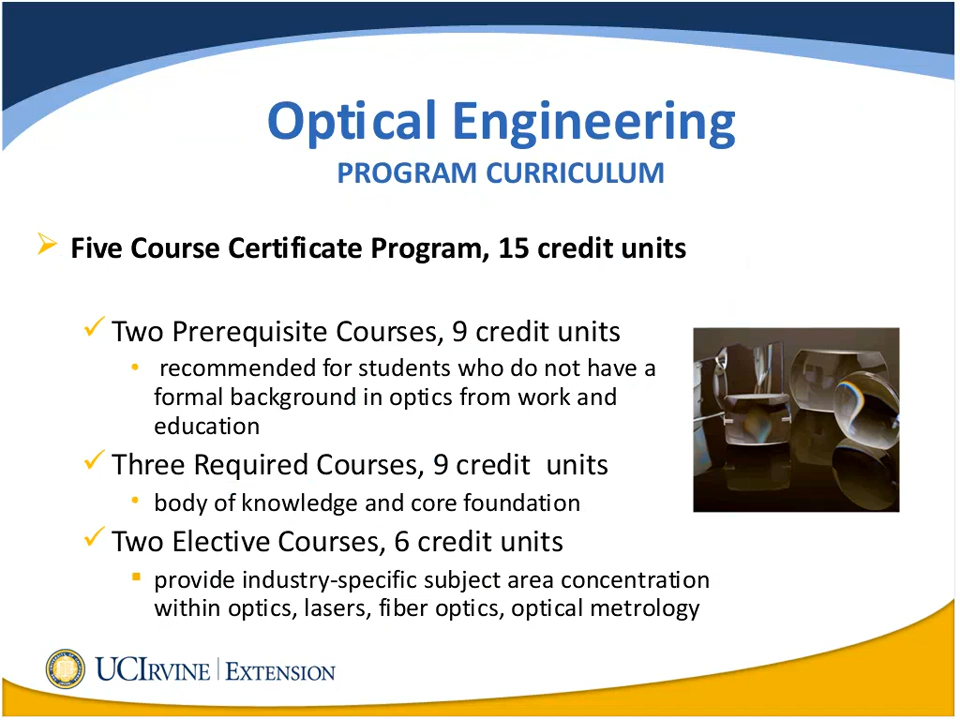 Optical Engineering
PROGRAM CURRICULUM
Five Course Certificate Program, 15 credit units
Two Prerequisite Courses, 9 credit units
recommended for students who do not have a
formal background in optics from work and
education
Three Required Courses, 9 credit  units
body of knowledge and core foundation
Two Elective Courses, 6 credit units
provide industry-specific subject area concentration
within optics, lasers, fiber optics, optical metrology
UCIRVINE | EXTENSION